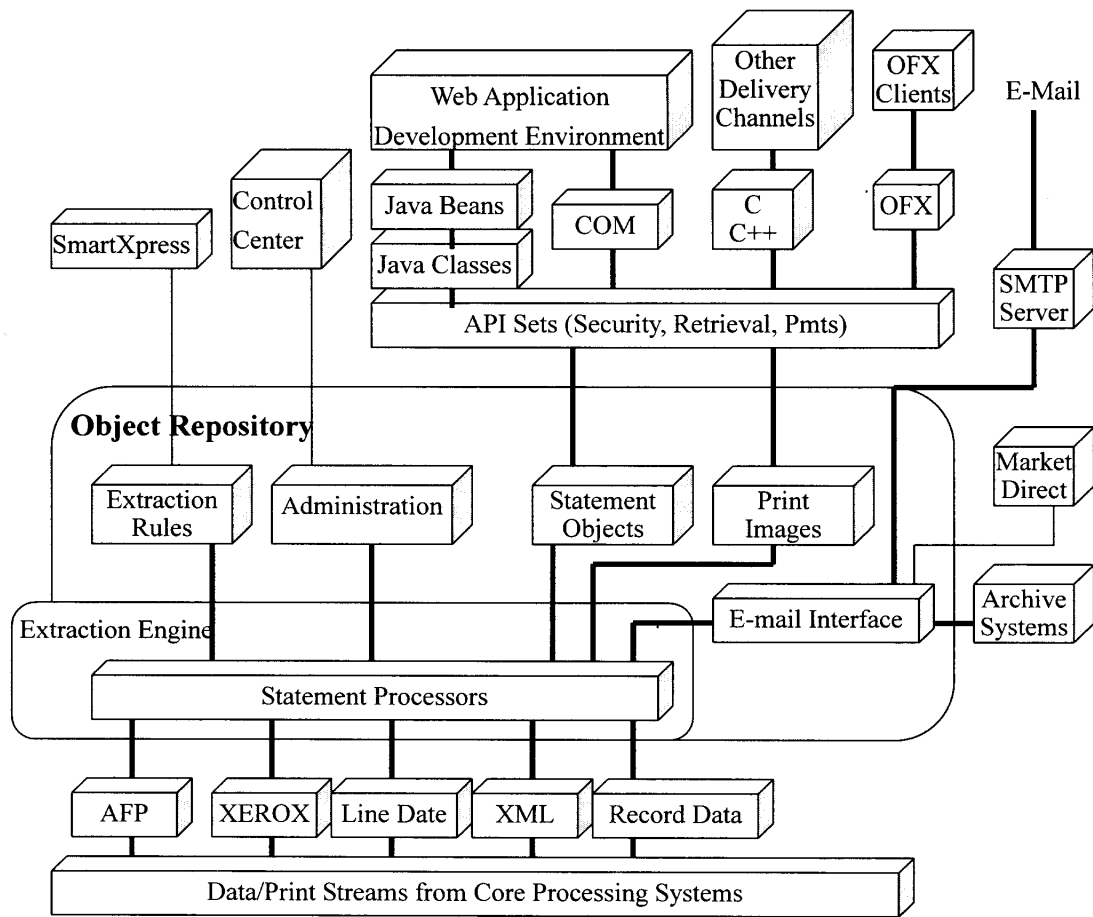 Other
Delivery
Channels
OFX
Clients
E-Mail
Web Application
Development Environment
Control
Center
Java Beans
COM
C
C++
OFX
SmartXpress
Java Classes
SMTP
Server
API Sets (Security, Retrieval, Pmts)
Object Repository
Market
Direct
Extraction
Rules
Administration
Statement
Objects
Print
Images
Extraction Engine
E-mail Interface
Archive
Systems
Statement Processors
AFP
XEROX
Line Date
XML
Record Data
Data/Print Streams from Core Processing Systems